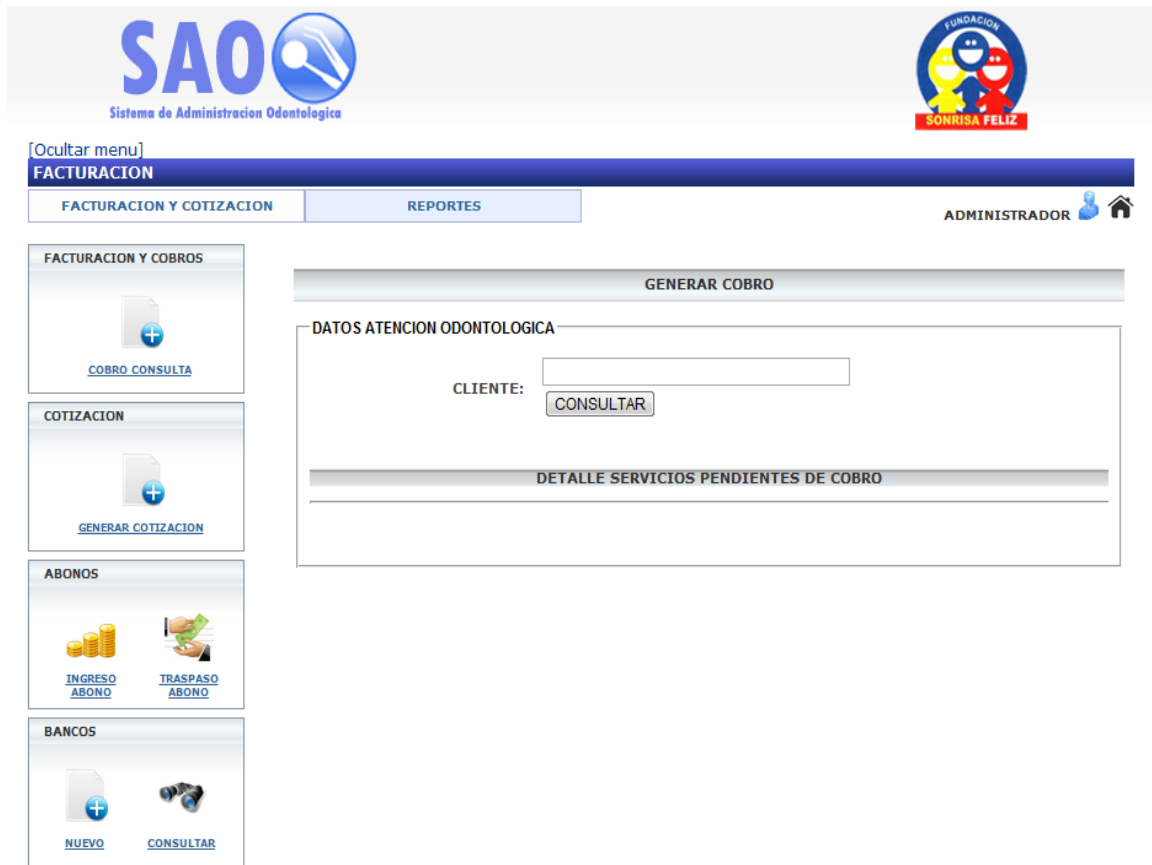 SAO
Sistema de Administracion Odontologica
FUNDACION
SONRISA FELIZ
[Ocultar menu]
FACTURACION
FACTURACION Y COTIZACION
REPORTES
ADMINISTRADOR
FACTURACION Y COBROS
COBRO CONSULTA
COTIZACION
GENERAR COTIZACION
ABONOS
INGRESO
ABONO
TRASPASO
ABONO
BANCOS
NUEVO
CONSULTAR
GENERAR COBRO
DATOS ATENCION ODONTOLOGICA
CLIENTE:
CONSULTAR
DETALLE SERVICIOS PENDIENTES DE COBRO